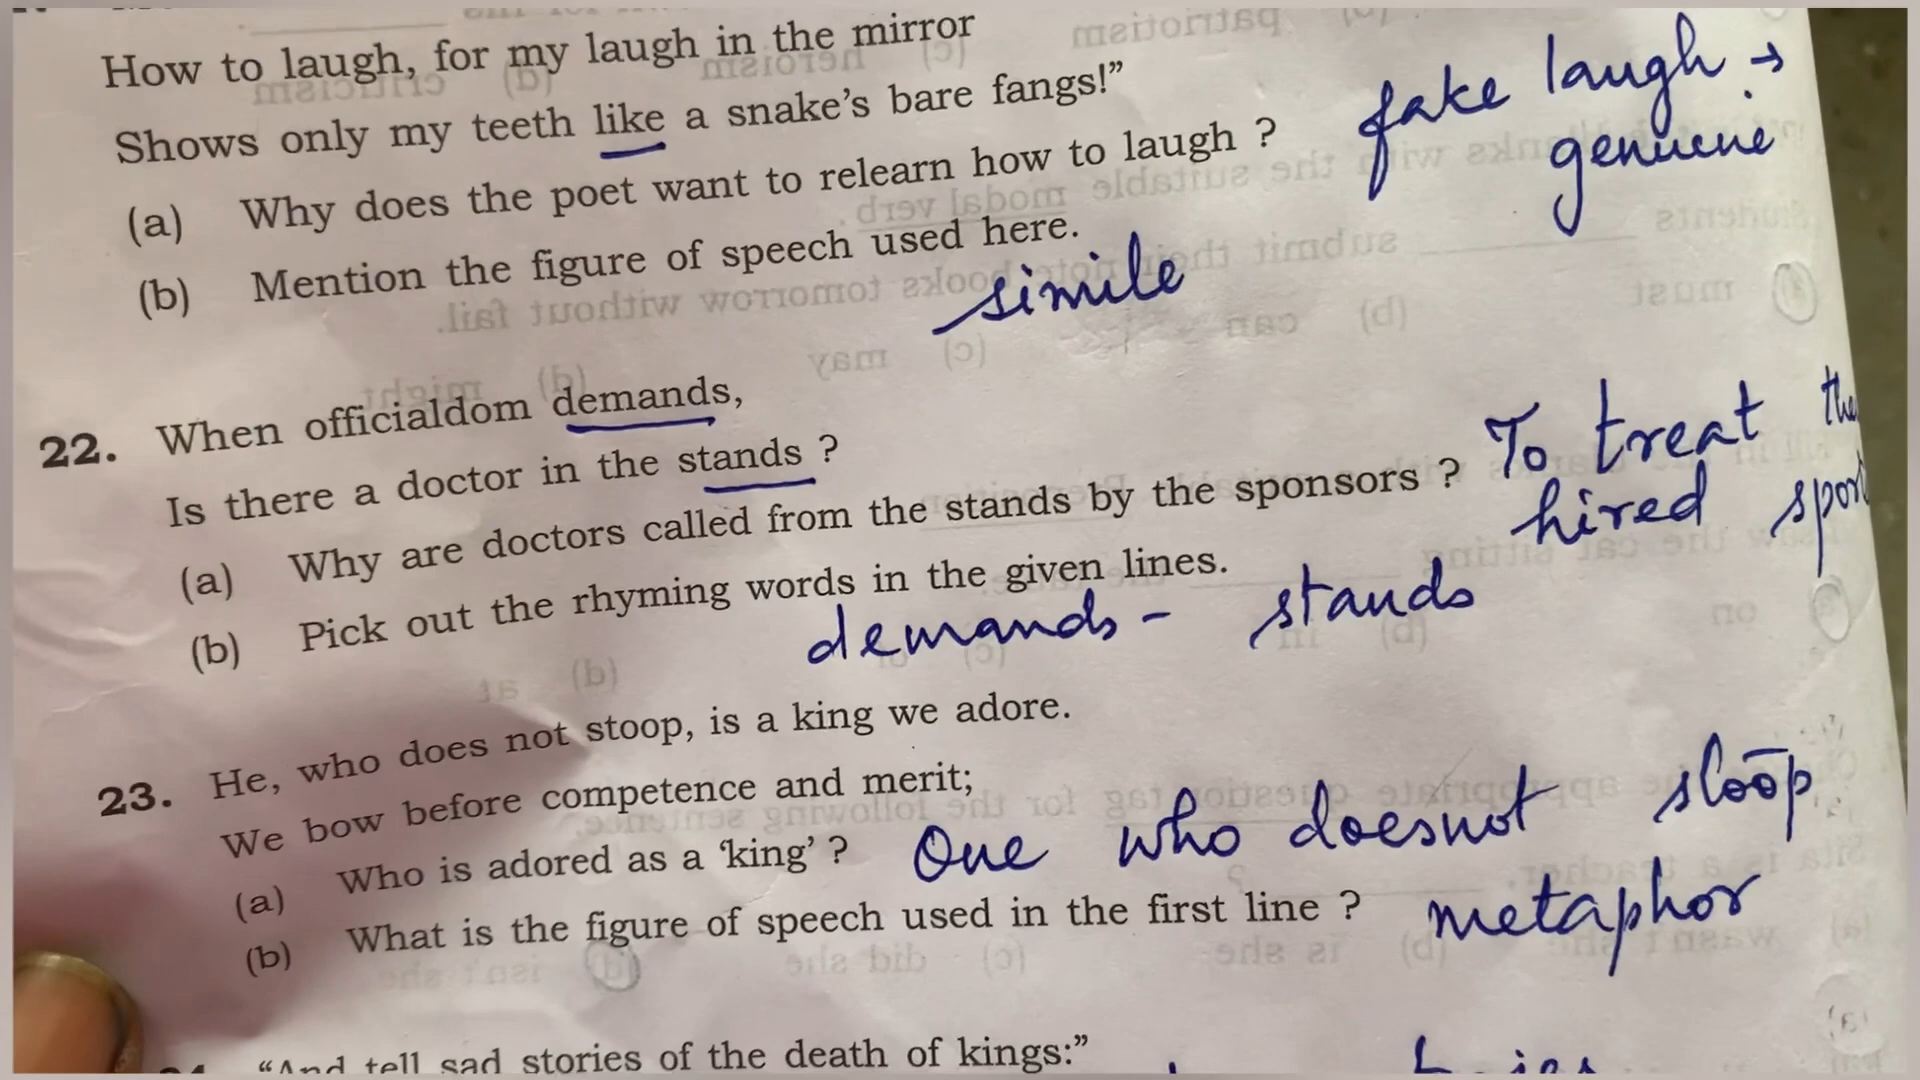 How to laugh, for my laugh in the mirror
Shows only my teeth like a snake's bare fangs!”
fake laugh →
genuine
(a) Why does the poet want to relearn how to laugh ?
(b) Mention the figure of speech used here.
simile
22. When officialdom demands,
Is there a doctor in the stands ?
(a) Why are doctors called from the stands by the sponsors ? To treat the
hired
(b) Pick out the rhyming words in the given lines.
demands - stands
23. He, who does not stoop, is a king we adore.
We bow before competence and merit;
(a) Who is adored as a ‘king’ ? One who doesnot stoop
(b) What is the figure of speech used in the first line ? metaphor
“And tell sad stories of the death of kings:”